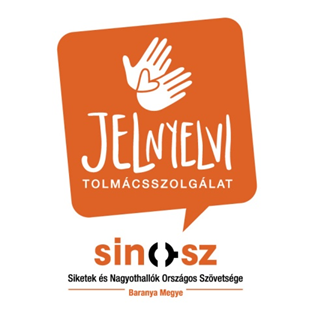 JELNYELVI
TOLMÁCSSZOLGÁLAT
sinosz
Siketek és Nagyothallók Országos Szövetsége
Baranya Megye